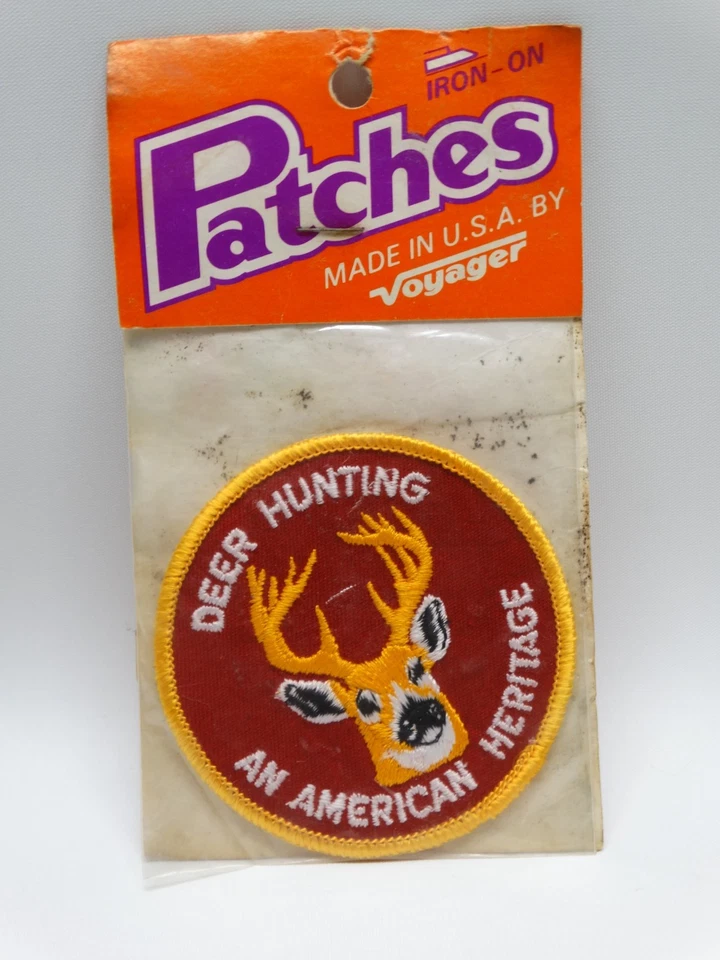 IRON-ON
Patches
MADE IN U.S.A. BY
Voyager
DEER HUNTING
AN AMERICAN HERITAGE